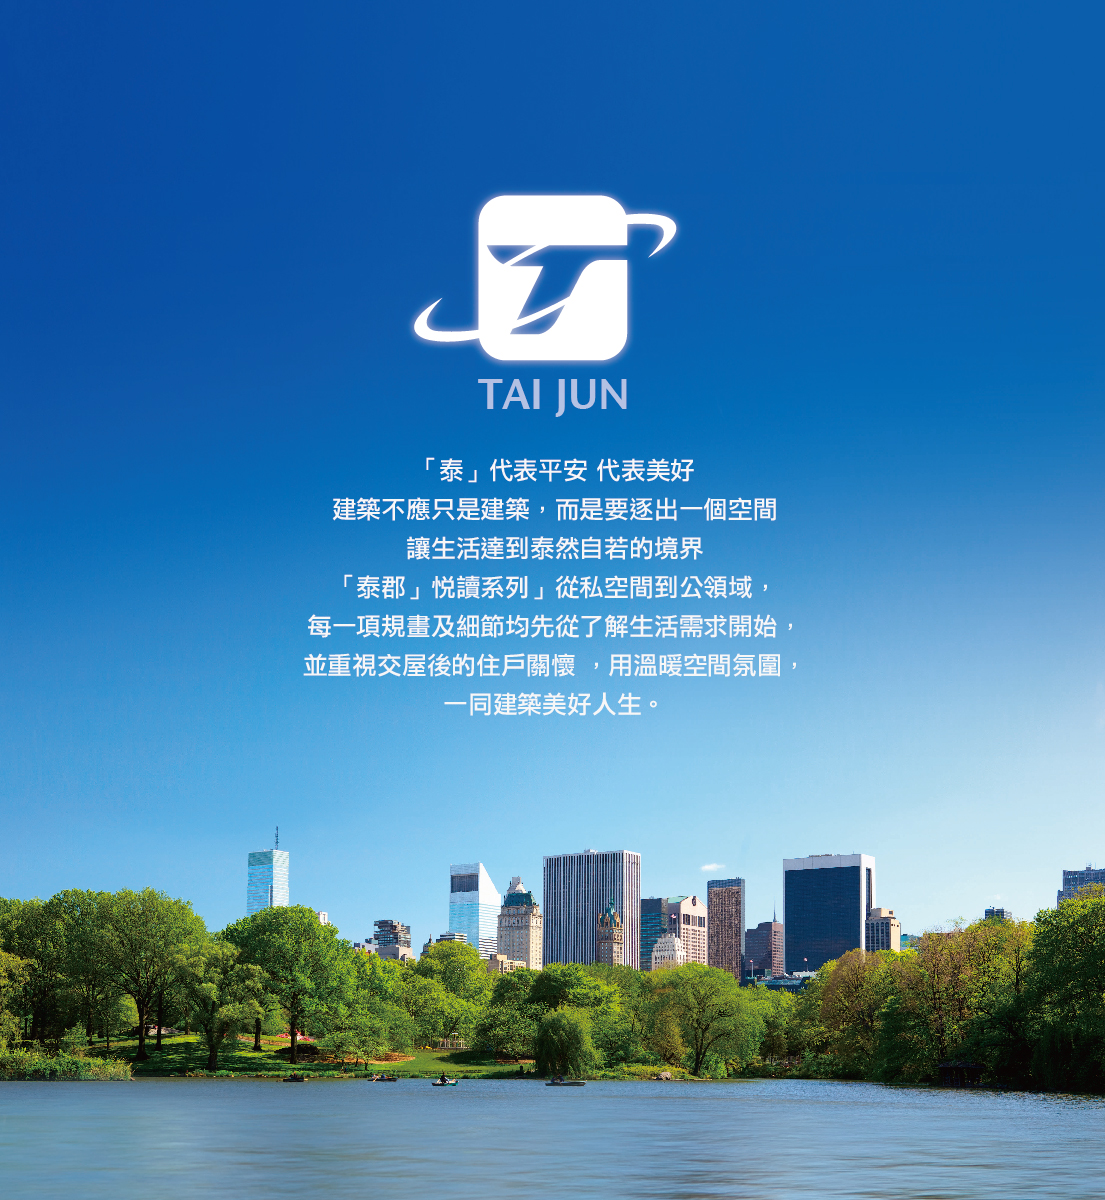 TAI JUN
「泰」代表平安 代表美好
建築不應只是建築，而是要逐出一個空間
讓生活達到泰然自若的境界
「泰郡」悦讀系列」從私空間到公領域，
每一項規畫及細節均先從了解生活需求開始，
並重視交屋後的住戶關懷 ，用溫暖空間氛圍，
一同建築美好人生。